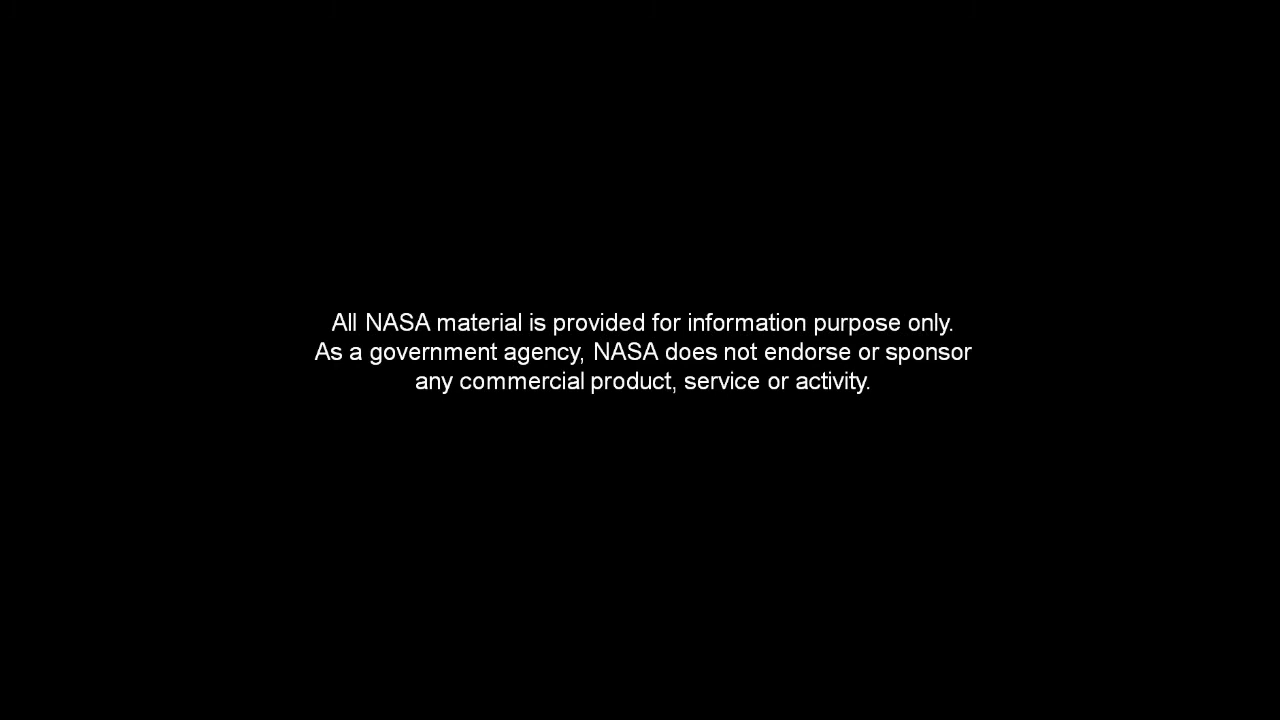 All NASA material is provided for information purpose only.
As a government agency, NASA does not endorse or sponsor
any commercial product, service or activity.